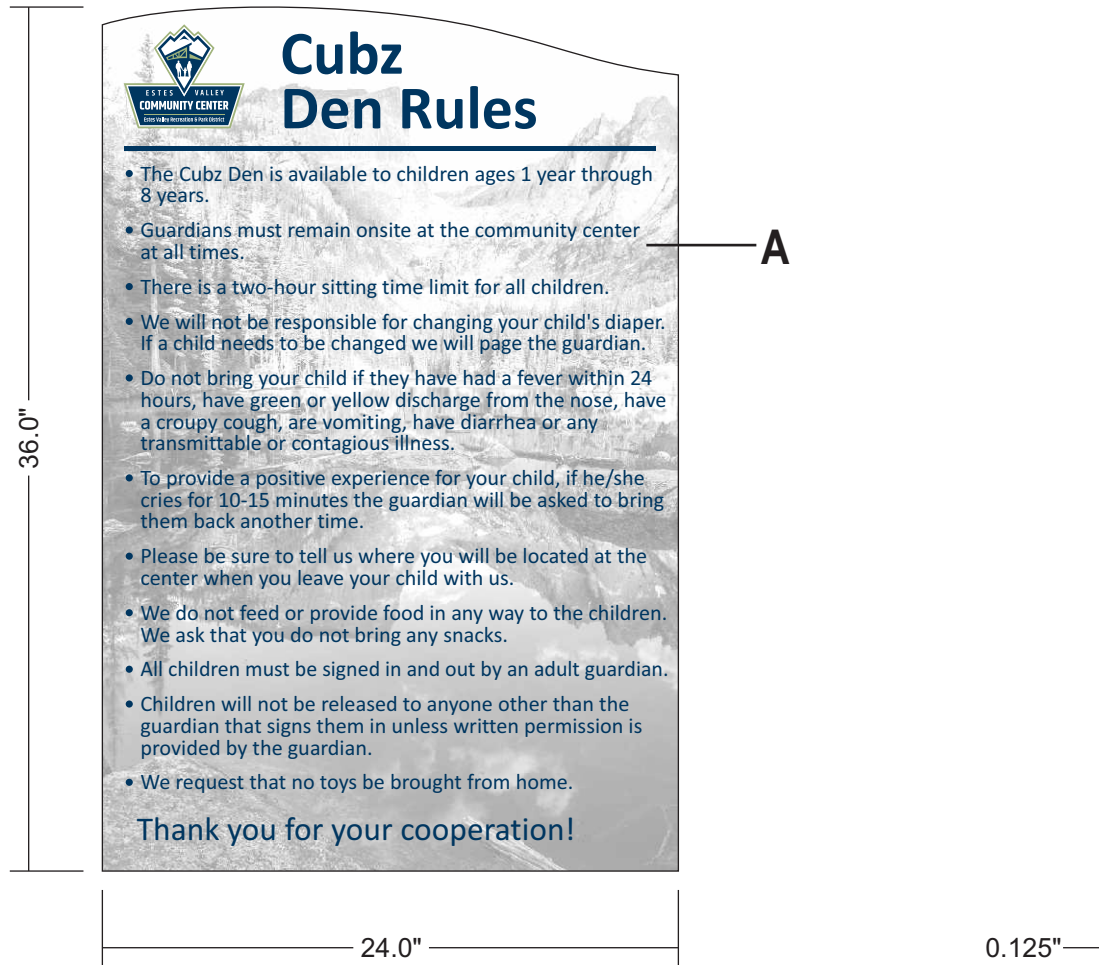 Cubz
Den Rules
ESTES VALLEY
COMMUNITY CENTER
Estes Valley Recreation & Park District
• The Cubz Den is available to children ages 1 year through
8 years.
• Guardians must remain onsite at the community center
at all times.
A
• There is a two-hour sitting time limit for all children.
• We will not be responsible for changing your child's diaper.
If a child needs to be changed we will page the guardian.
• Do not bring your child if they have had a fever within 24
hours, have green or yellow discharge from the nose, have
a croupy cough, are vomiting, have diarrhea or any
transmittable or contagious illness.
36.0"
• To provide a positive experience for your child, if he/she
cries for 10-15 minutes the guardian will be asked to bring
them back another time.
• Please be sure to tell us where you will be located at the
center when you leave your child with us.
• We do not feed or provide food in any way to the children.
We ask that you do not bring any snacks.
• All children must be signed in and out by an adult guardian.
• Children will not be released to anyone other than the
guardian that signs them in unless written permission is
provided by the guardian.
• We request that no toys be brought from home.
Thank you for your cooperation!
24.0"
0.125"